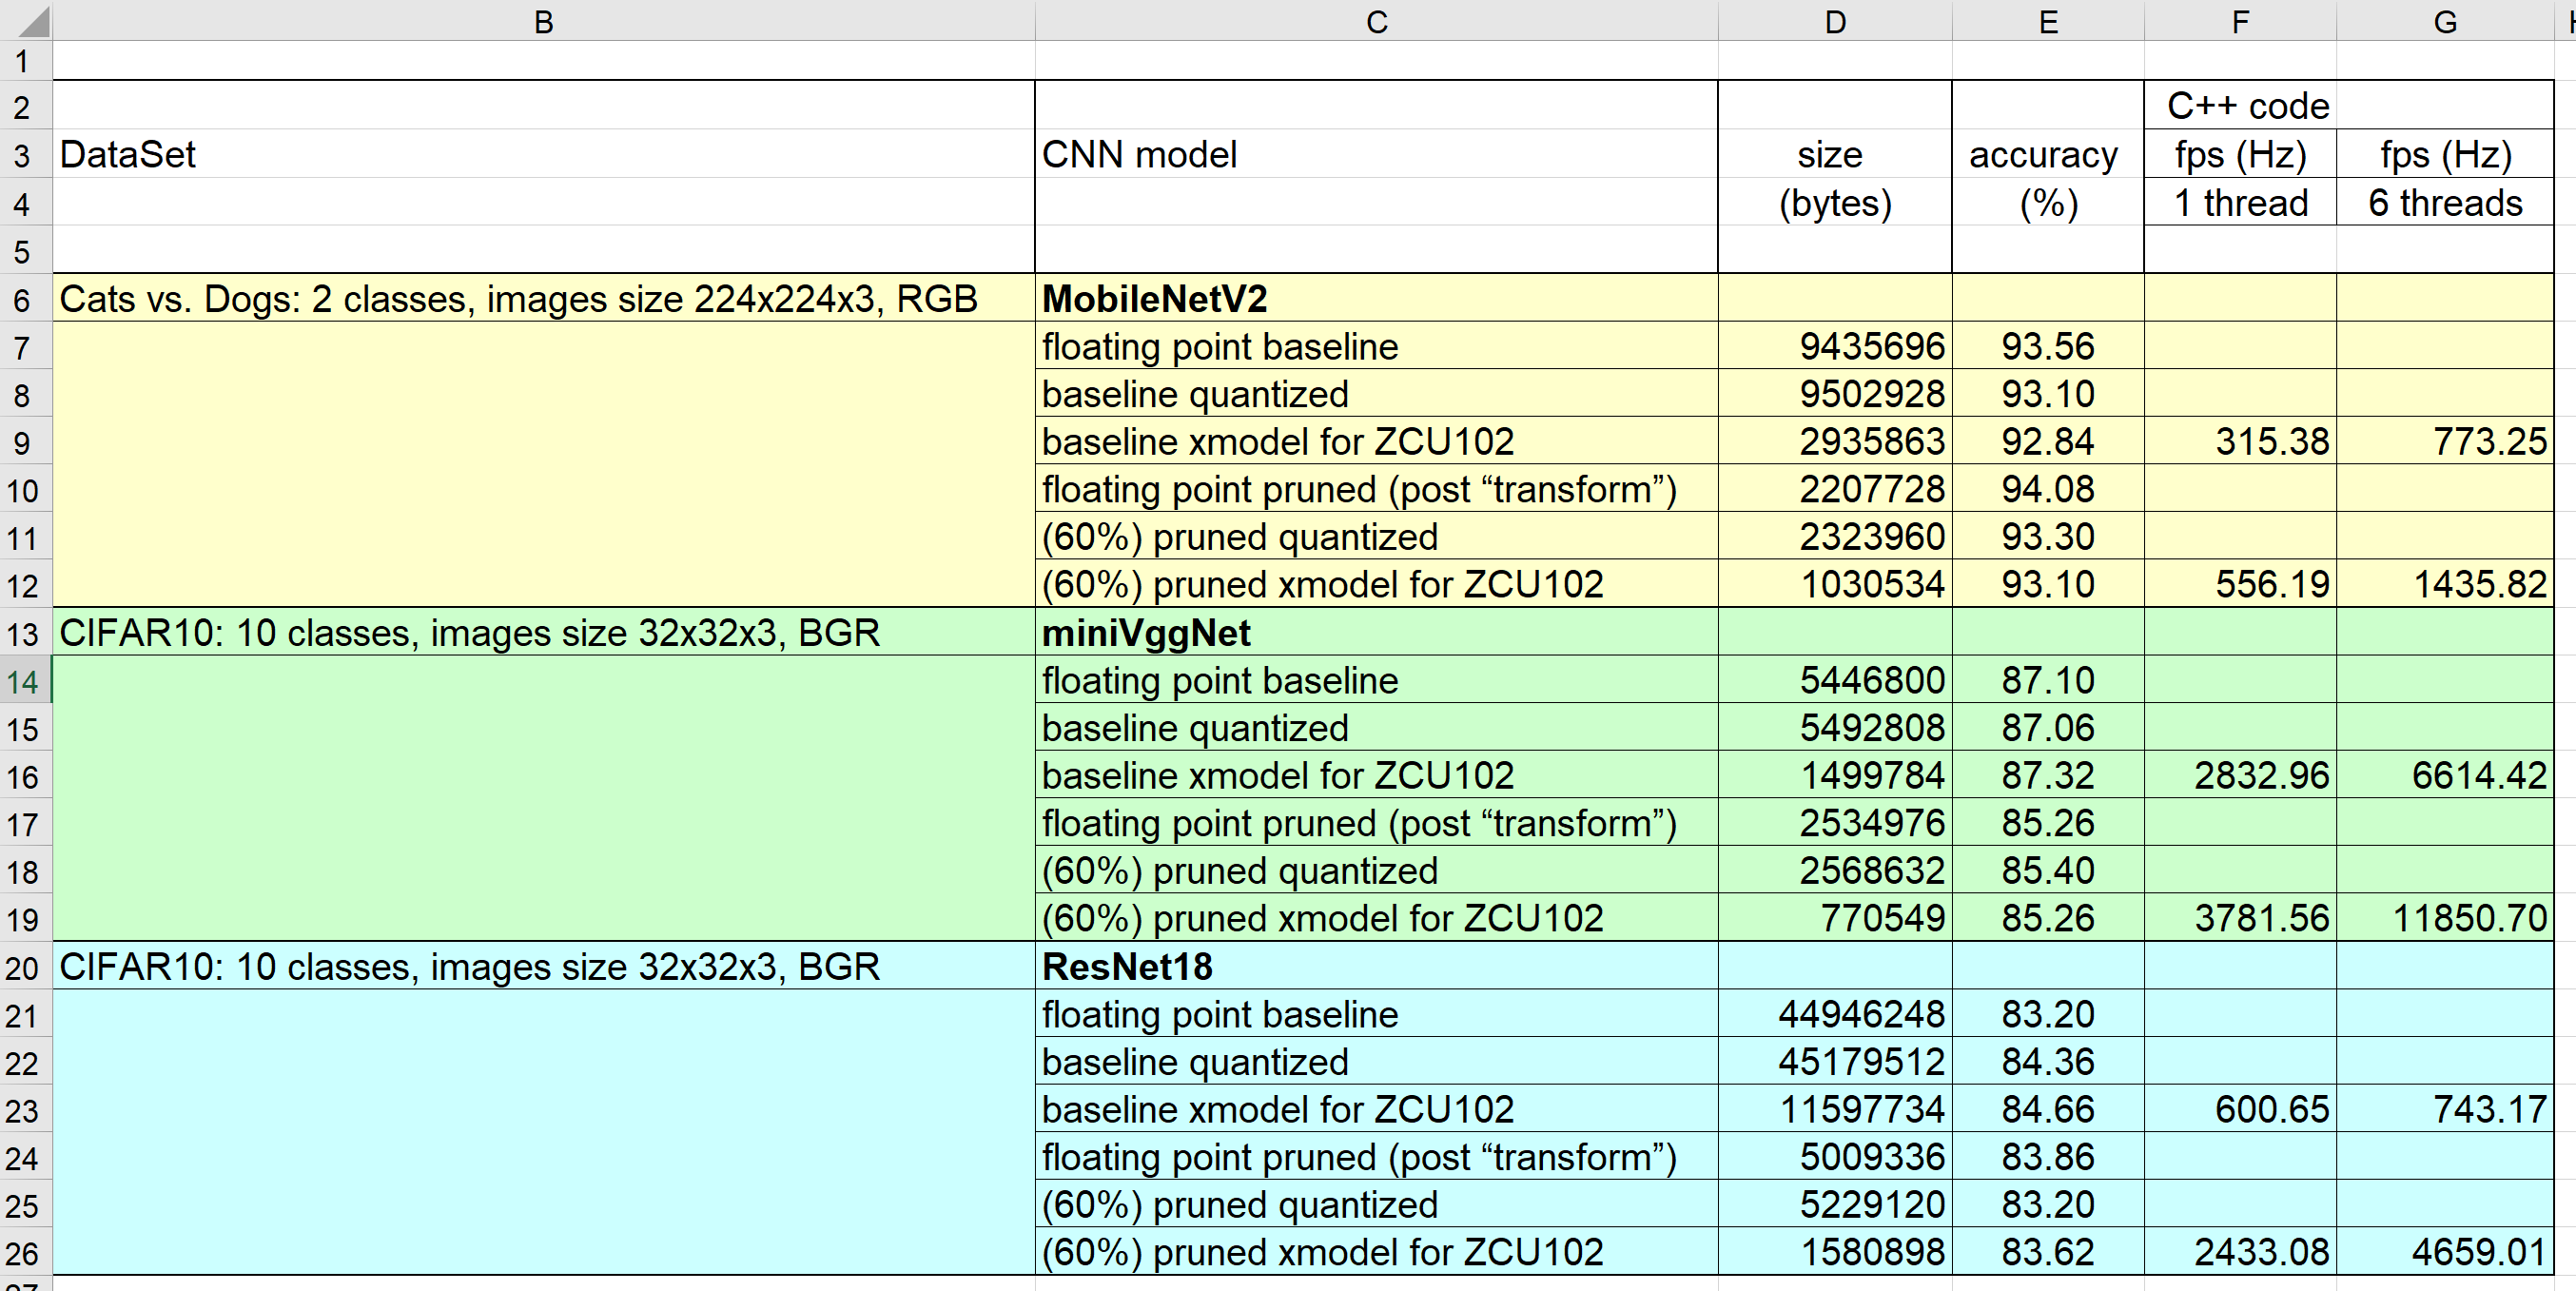 B C D E F G
1
2 C++ code
3 DataSet CNN model size accuracy fps (Hz) fps (Hz)
4 (bytes) (%) 1 thread 6 threads
5
6 Cats vs. Dogs: 2 classes, images size 224x224x3, RGB MobileNetV2
7 floating point baseline 9435696 93.56
8 baseline quantized 9502928 93.10
9 baseline xmodel for ZCU102 2935863 92.84 315.38 773.25
10 floating point pruned (post “transform”) 2207728 94.08
11 (60%) pruned quantized 2323960 93.30
12 (60%) pruned xmodel for ZCU102 1030534 93.10 556.19 1435.82
13 CIFAR10: 10 classes, images size 32x32x3, BGR miniVggNet
14 floating point baseline 5446800 87.10
15 baseline quantized 5492808 87.06
16 baseline xmodel for ZCU102 1499784 87.32 2832.96 6614.42
17 floating point pruned (post “transform”) 2534976 85.26
18 (60%) pruned quantized 2568632 85.40
19 (60%) pruned xmodel for ZCU102 770549 85.26 3781.56 11850.70
20 CIFAR10: 10 classes, images size 32x32x3, BGR ResNet18
21 floating point baseline 44946248 83.20
22 baseline quantized 45179512 84.36
23 baseline xmodel for ZCU102 11597734 84.66 600.65 743.17
24 floating point pruned (post “transform”) 5009336 83.86
25 (60%) pruned quantized 5229120 83.20
26 (60%) pruned xmodel for ZCU102 1580898 83.62 2433.08 4659.01